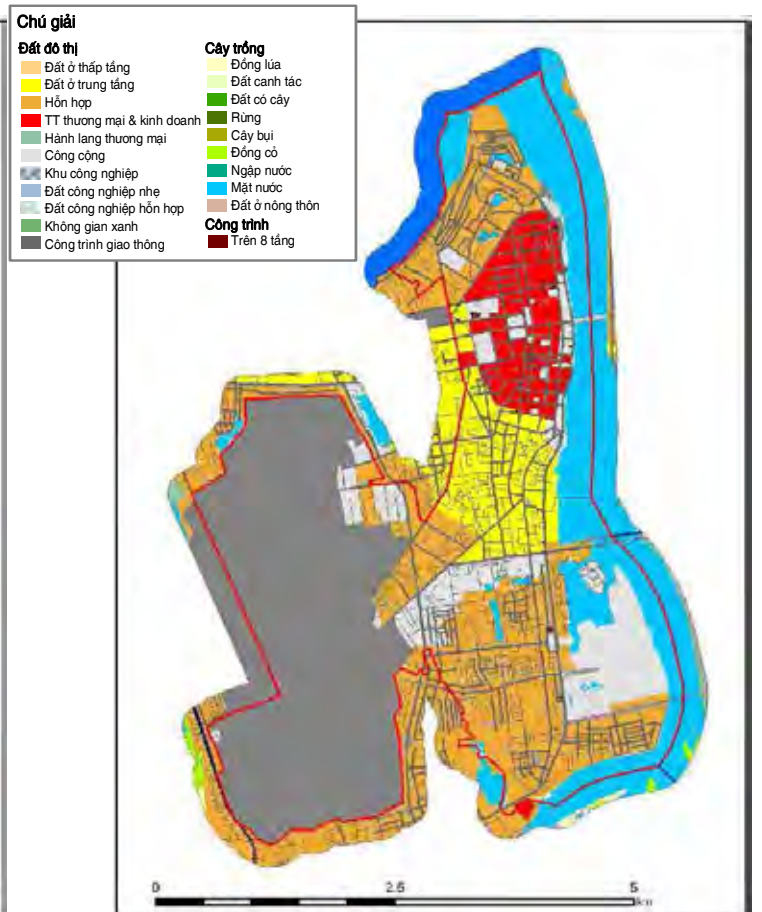 Chú giải
Đất đô thị
Đất ở thấp tầng
Đất ở trung tầng
Hỗn hợp
TT thương mại & kinh doanh
Hành lang thương mại
Công cộng
Khu công nghiệp
Đất công nghiệp nhẹ
Đất công nghiệp hỗn hợp
Không gian xanh
Công trình giao thông
Cây trồng
Đồng lúa
Đất canh tác
Đất có cây
Rừng
Cây bụi
Đồng cỏ
Ngập nước
Mặt nước
Đất ở nông thôn
Công trình
Trên 8 tầng
0 2.5 5
km